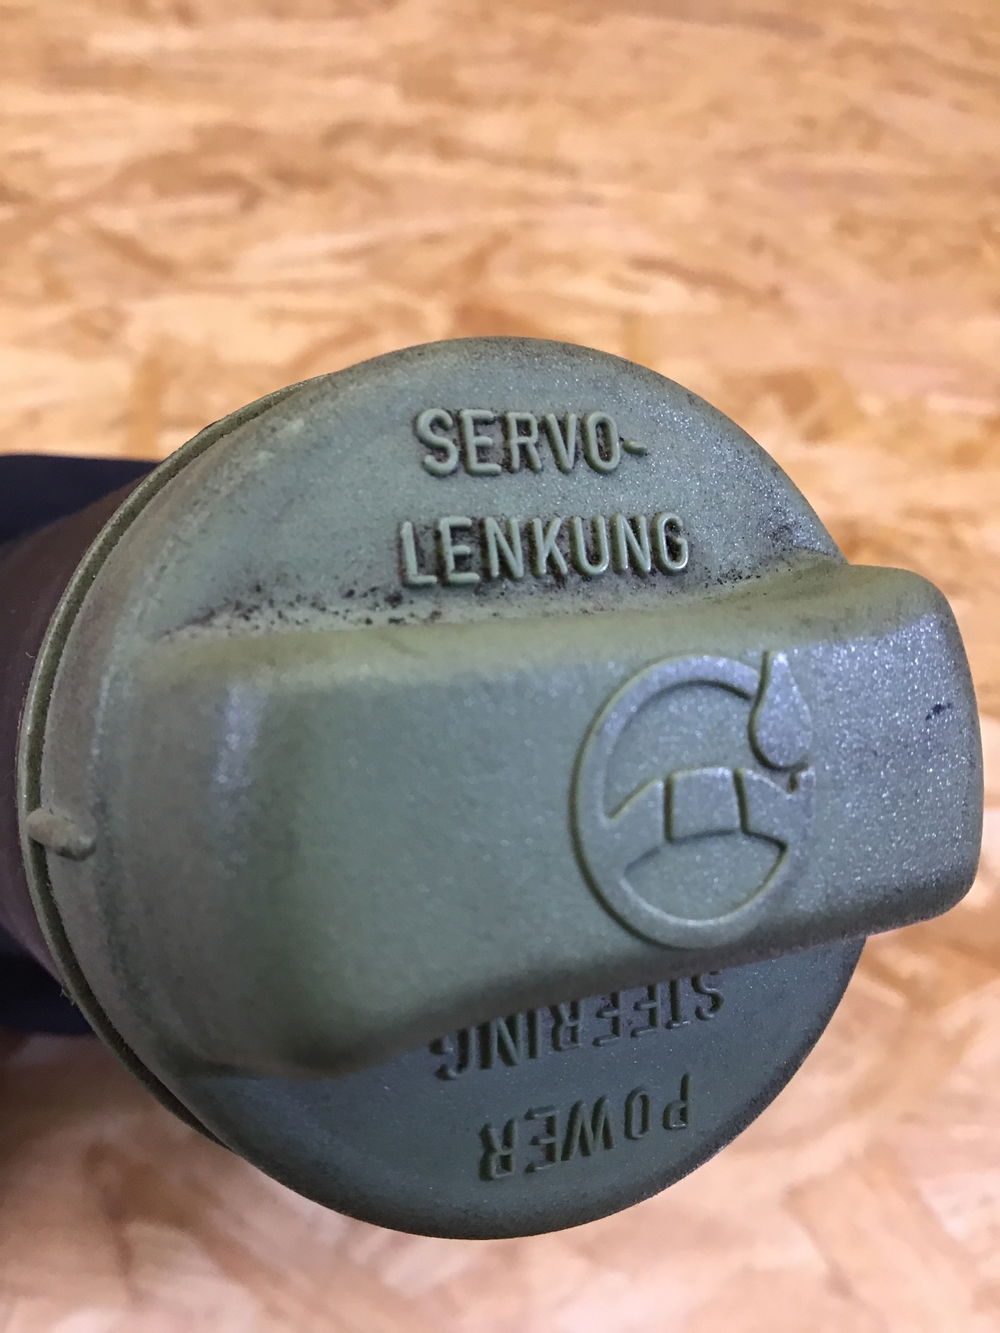 SERVO-
LENKUNG
POWER
STEERING